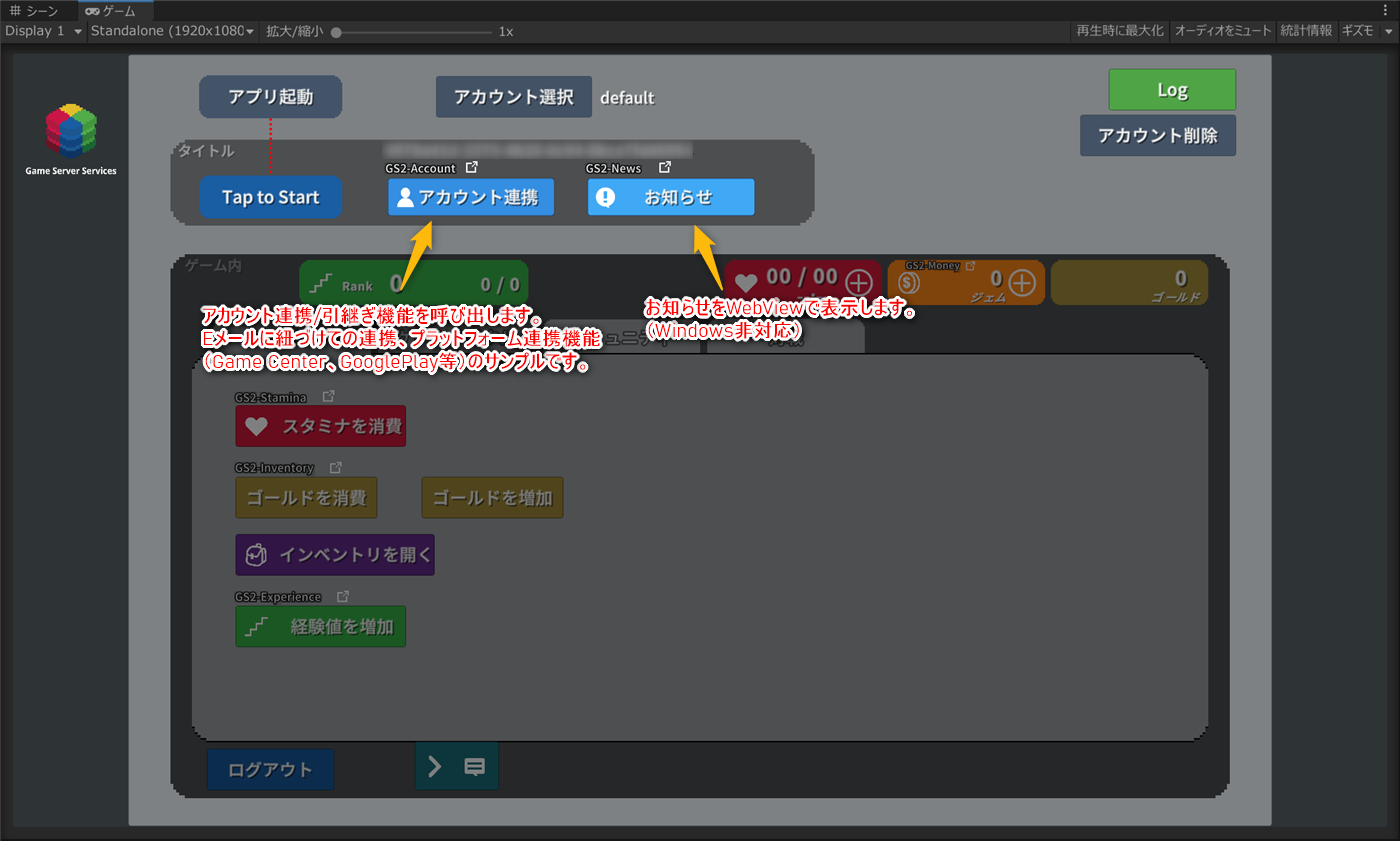 シーン
ゲーム
Display 1
Standalone (1920x1080
拡大/縮小
1x
再生時に最大化
オーディオをミュート
統計情報
ギズモ
Game Server Services
アプリ起動
アカウント選択
default
Log
アカウント削除
タイトル
GS2-Account
GS2-News
Tap to Start
アカウント連携
お知らせ
ゲーム内
Rank
0
0 / 0
00 / 00
GS2-Money
0
ジェム
0
ゴールド
アカウント連携/引継ぎ機能を呼び出します。
Eメールに紐づけての連携、プラットフォーム連携機能
（Game Center、GooglePlay等）のサンプルです。
お知らせをWebViewで表示します。
（Windows非対応）
GS2-Stamina
スタミナを消費
GS2-Inventory
ゴールドを消費
ゴールドを増加
インベントリを開く
GS2-Experience
経験値を増加
ログアウト